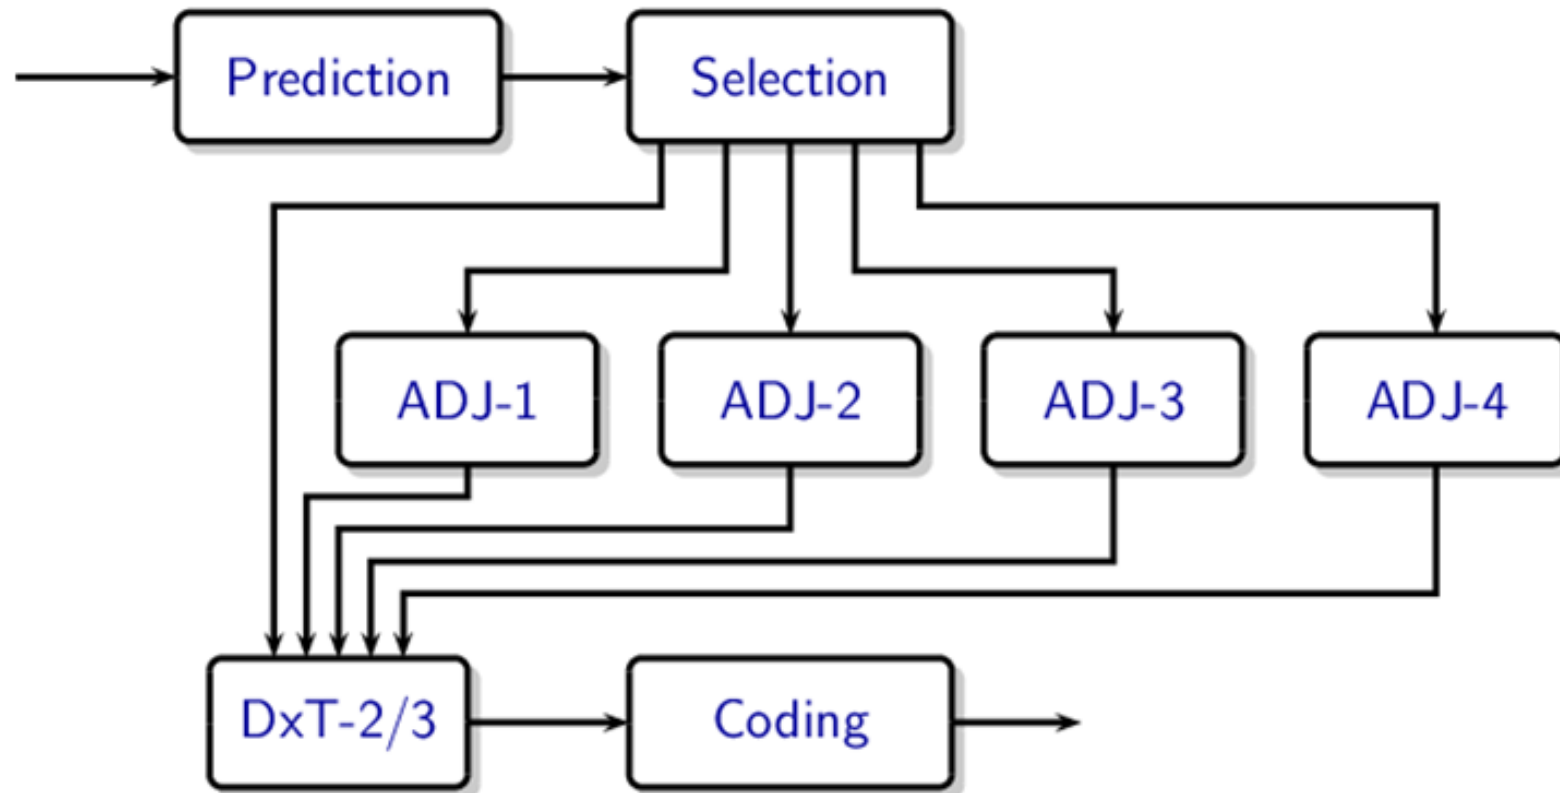 Prediction
Selection
ADJ-1
ADJ-2
ADJ-3
ADJ-4
DxT-2/3
Coding